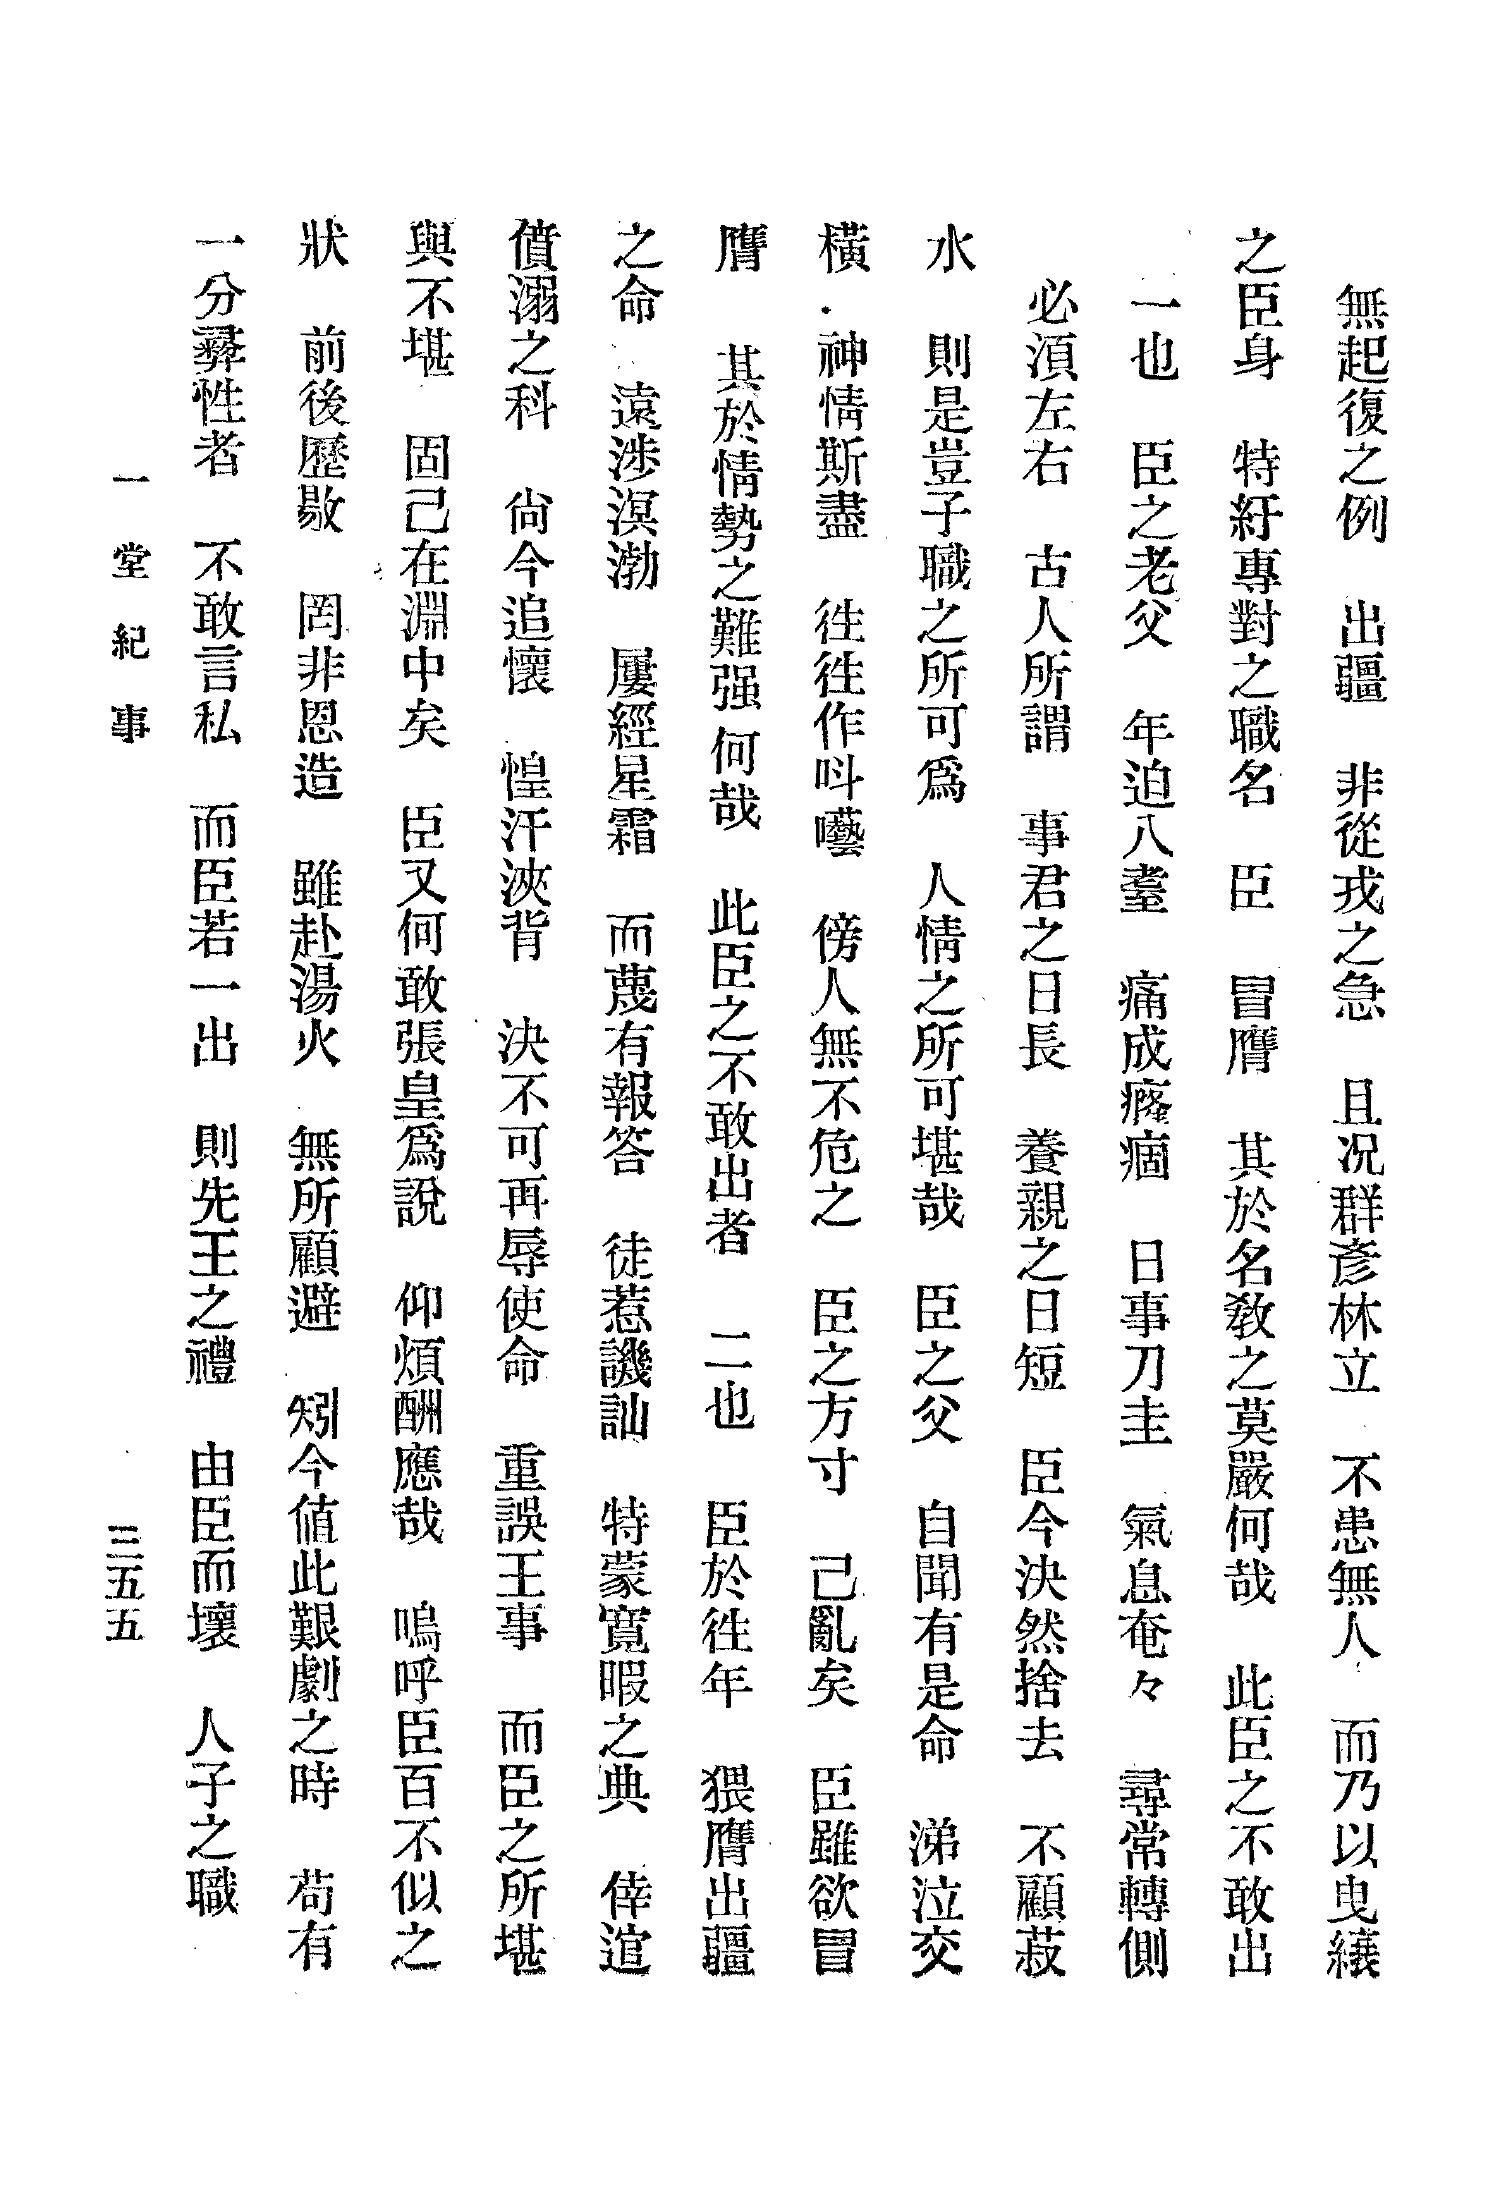 無起復之例　出疆　非從戎之急　且況群彦林立　不患無人　而乃以曳縗
之臣身　特紆專對之職名　臣　冒膺　其於名敎之莫嚴何哉　此臣之不敢出
一也　臣之老父　年迫八耋　痛成癃痼　日事刀圭　氣息奄々　尋常轉側
必須左右　古人所謂　事君之日長　養親之日短　臣今決然捨去　不顧菽
水　則是豈子職之所可爲　人情之所可堪哉　臣之父　自聞有是命　涕泣交
橫．神情斯盡　徃徃作呌囈　傍人無不危之　臣之方寸　己亂矣　臣雖欲冒
膺　其於情勢之難强何哉　此臣之不敢出者　二也　臣於徃年　猥膺出疆
之命　遠涉溟渤　屢經星霜　而蔑有報答　徒惹譏訕　特蒙寬暇之典　倖逭
僨溺之科　尙今追懷　惶汗浹背　決不可再辱使命　重誤王事　而臣之所堪
與不堪　固己在淵中矣　臣又何敢張皇爲說　仰煩酬應哉　嗚呼臣百不似之
狀　前後歷敭　罔非恩造　雖赴湯火　無所顧避　矧今値此艱劇之時　苟有
一分彛性者　不敢言私　而臣若一出　則先王之禮　由臣而壞　人子之職
一堂紀事　三五五